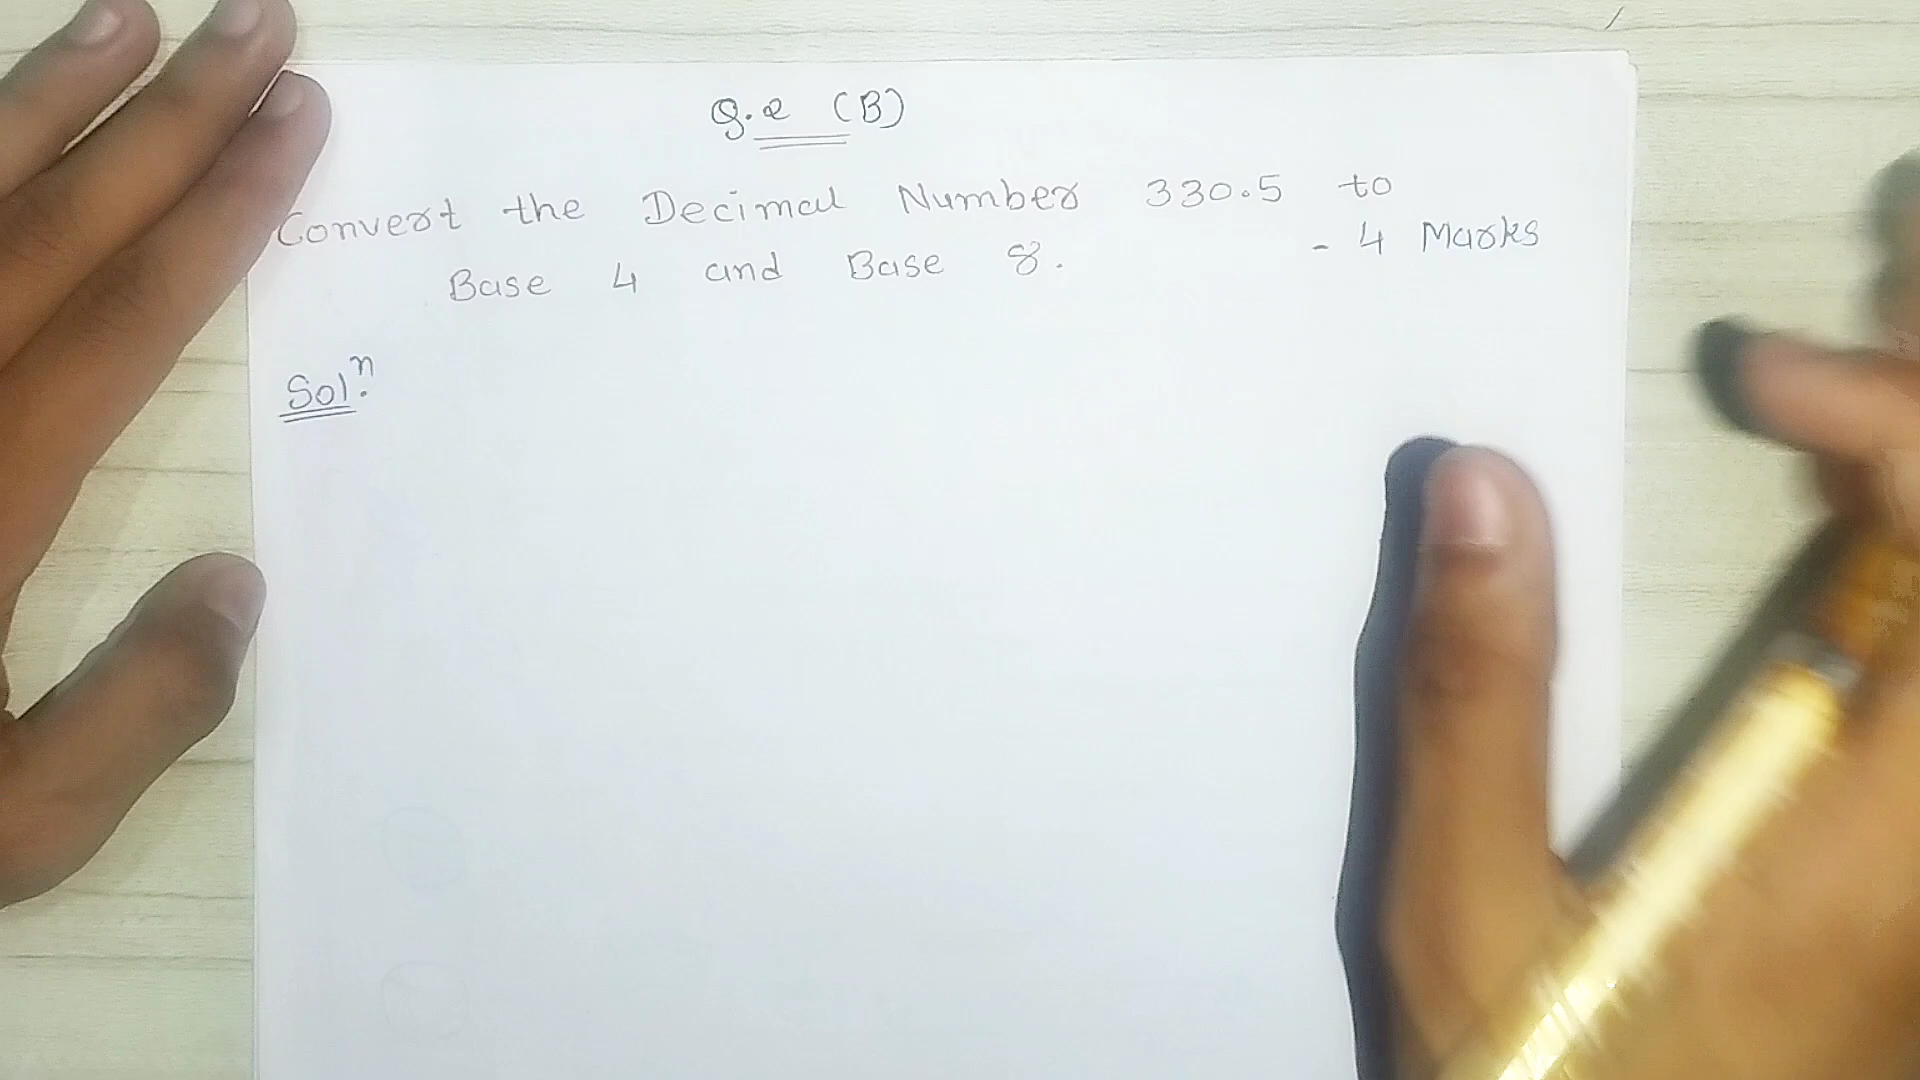 Q.2 (B)
Convert the Decimal Number 330.5 to
Base 4 and Base 8. - 4 Marks
Solⁿ.